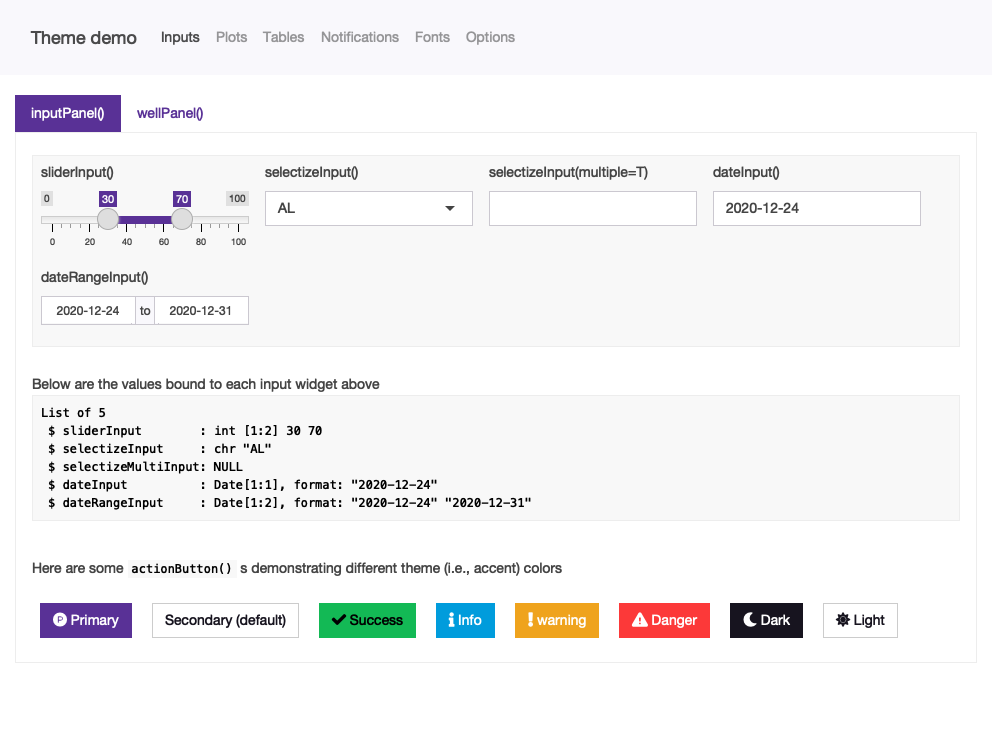 Theme demo Inputs Plots Tables Notifications Fonts Options
inputPanel() wellPanel()
sliderInput() selectizeInput() selectizeInput(multiple=T) dateInput()
0 30 70 100
AL 2020-12-24
0 20 40 60 80 100
dateRangeInput()
2020-12-24 to 2020-12-31
Below are the values bound to each input widget above
List of 5
$ sliderInput : int [1:2] 30 70
$ selectizeInput : chr "AL"
$ selectizeMultiInput: NULL
$ dateInput : Date[1:1], format: "2020-12-24"
$ dateRangeInput : Date[1:2], format: "2020-12-24" "2020-12-31"
Here are some actionButton() s demonstrating different theme (i.e., accent) colors
P Primary Secondary (default) Success Info warning Danger Dark Light